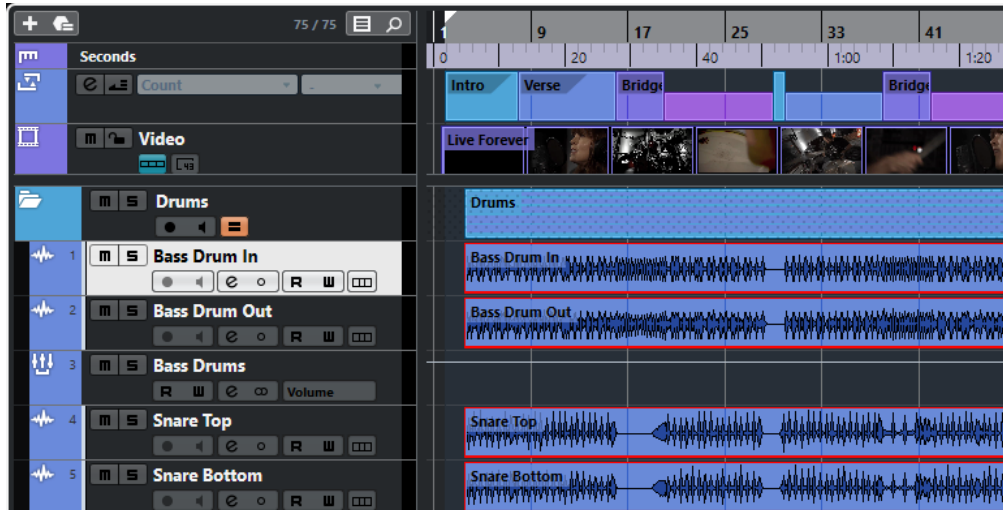 75 / 75
1 9 17 25 33 41
Seconds
0 20 40 1:00 1:20
e Count -
Intro Verse Bridge Bridge
m Video
Live Forever
43
m S Drums
Drums
1 m S Bass Drum In
Bass Drum In
e R W
2 m S Bass Drum Out
Bass Drum Out
e R W
3 m S Bass Drums
R W e Volume
4 m S Snare Top
Snare Top
e R W
5 m S Snare Bottom
Snare Bottom
e R W